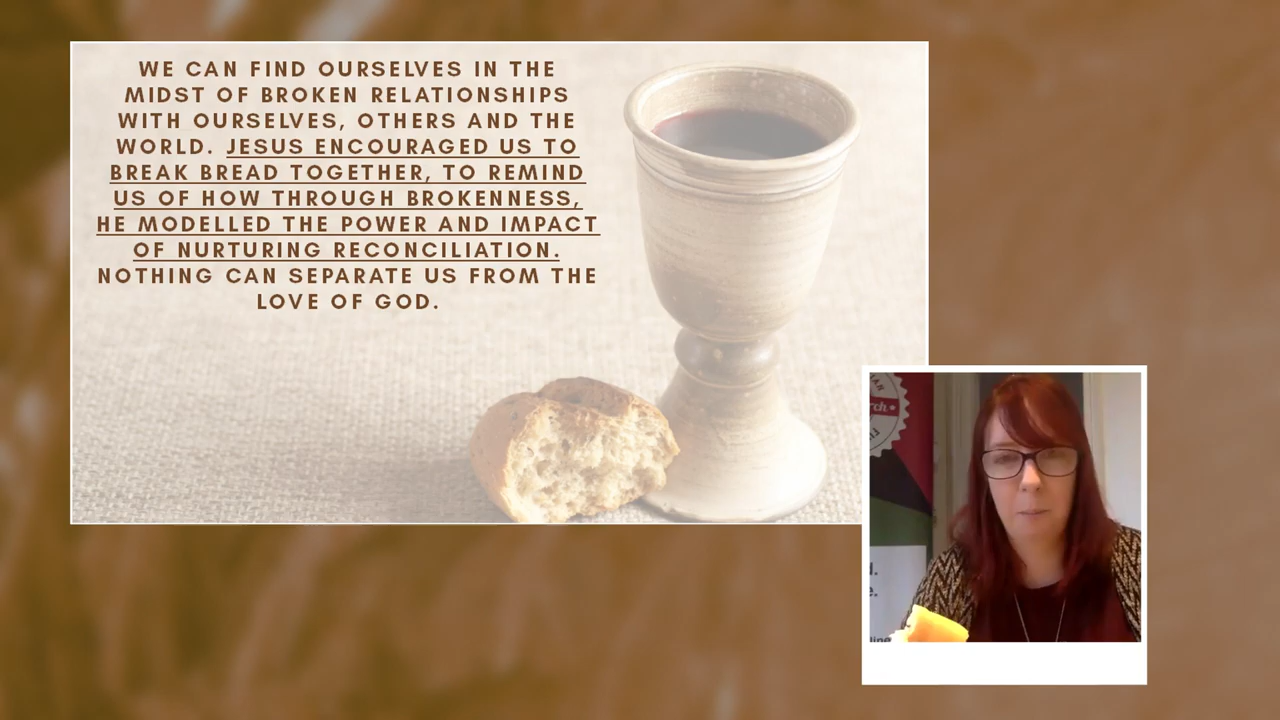 WE CAN FIND OURSELVES IN THE
MIDST OF BROKEN RELATIONSHIPS
WITH OURSELVES, OTHERS AND THE
WORLD. JESUS ENCOURAGED US TO
BREAK BREAD TOGETHER, TO REMIND
US OF HOW THROUGH BROKENNESS,
HE MODELLED THE POWER AND IMPACT
OF NURTURING RECONCILIATION.
NOTHING CAN SEPARATE US FROM THE
LOVE OF GOD.